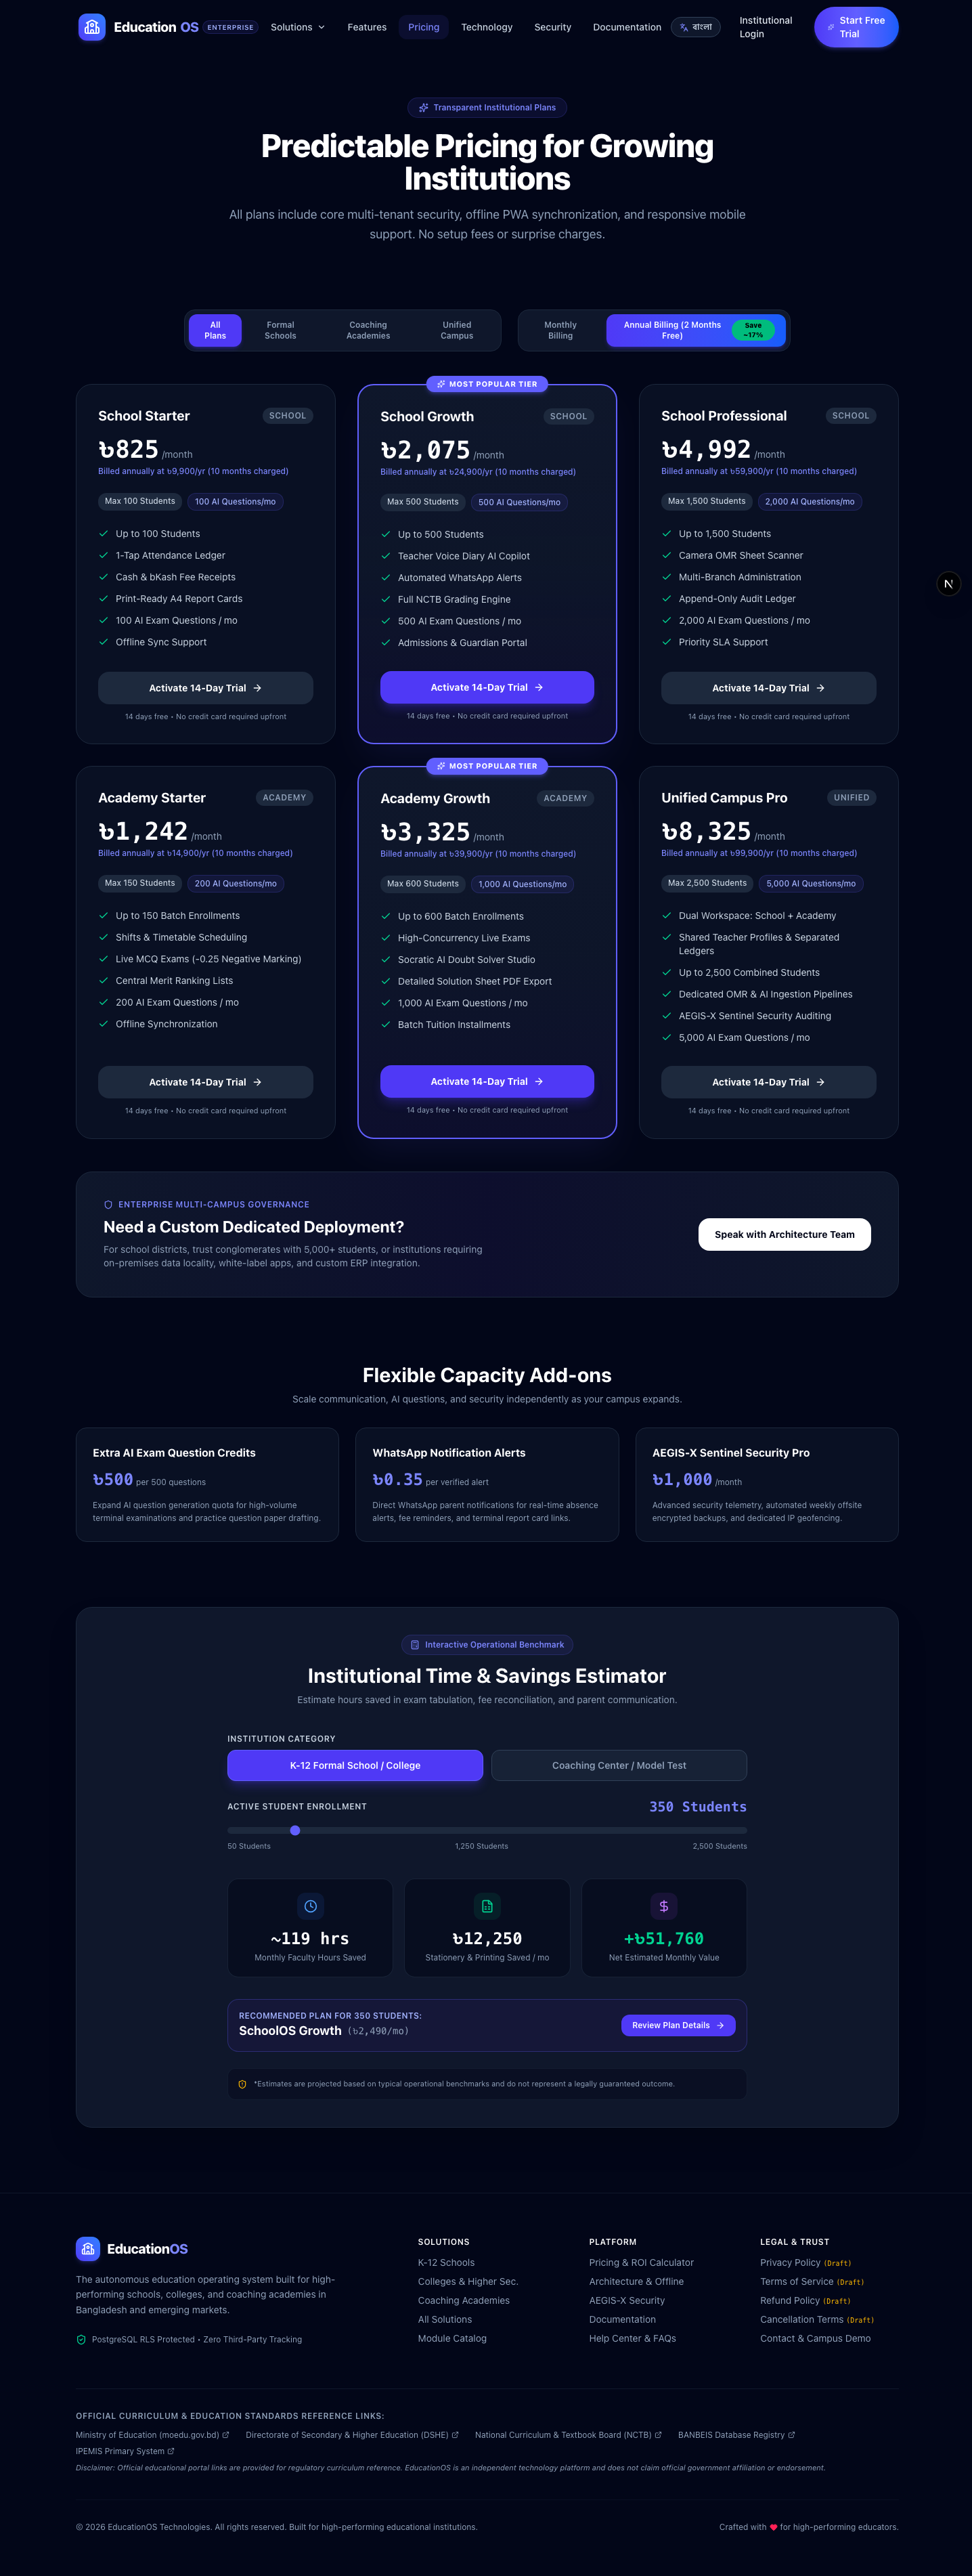 Education OS ENTERPRISE Solutions Features Pricing Technology Security Documentation বাংলা Institutional Login Start Free Trial
Transparent Institutional Plans
Predictable Pricing for Growing
Institutions
All plans include core multi-tenant security, offline PWA synchronization, and responsive mobile
support. No setup fees or surprise charges.
All Plans Formal Schools Coaching Academies Unified Campus Monthly Billing Annual Billing (2 Months Free) Save ~17%
MOST POPULAR TIER
School Starter SCHOOL
৳825 /month
Billed annually at ৳9,900/yr (10 months charged)
Max 100 Students 100 AI Questions/mo
Up to 100 Students
1-Tap Attendance Ledger
Cash & bKash Fee Receipts
Print-Ready A4 Report Cards
100 AI Exam Questions / mo
Offline Sync Support
Activate 14-Day Trial
14 days free • No credit card required upfront
School Growth SCHOOL
৳2,075 /month
Billed annually at ৳24,900/yr (10 months charged)
Max 500 Students 500 AI Questions/mo
Up to 500 Students
Teacher Voice Diary AI Copilot
Automated WhatsApp Alerts
Full NCTB Grading Engine
500 AI Exam Questions / mo
Admissions & Guardian Portal
Activate 14-Day Trial
14 days free • No credit card required upfront
School Professional SCHOOL
৳4,992 /month
Billed annually at ৳59,900/yr (10 months charged)
Max 1,500 Students 2,000 AI Questions/mo
Up to 1,500 Students
Camera OMR Sheet Scanner
Multi-Branch Administration
Append-Only Audit Ledger
2,000 AI Exam Questions / mo
Priority SLA Support
Activate 14-Day Trial
14 days free • No credit card required upfront
N
MOST POPULAR TIER
Academy Starter ACADEMY
৳1,242 /month
Billed annually at ৳14,900/yr (10 months charged)
Max 150 Students 200 AI Questions/mo
Up to 150 Batch Enrollments
Shifts & Timetable Scheduling
Live MCQ Exams (-0.25 Negative Marking)
Central Merit Ranking Lists
200 AI Exam Questions / mo
Offline Synchronization
Activate 14-Day Trial
14 days free • No credit card required upfront
Academy Growth ACADEMY
৳3,325 /month
Billed annually at ৳39,900/yr (10 months charged)
Max 600 Students 1,000 AI Questions/mo
Up to 600 Batch Enrollments
High-Concurrency Live Exams
Socratic AI Doubt Solver Studio
Detailed Solution Sheet PDF Export
1,000 AI Exam Questions / mo
Batch Tuition Installments
Activate 14-Day Trial
14 days free • No credit card required upfront
Unified Campus Pro UNIFIED
৳8,325 /month
Billed annually at ৳99,900/yr (10 months charged)
Max 2,500 Students 5,000 AI Questions/mo
Dual Workspace: School + Academy
Shared Teacher Profiles & Separated
Ledgers
Up to 2,500 Combined Students
Dedicated OMR & AI Ingestion Pipelines
AEGIS-X Sentinel Security Auditing
5,000 AI Exam Questions / mo
Activate 14-Day Trial
14 days free • No credit card required upfront
ENTERPRISE MULTI-CAMPUS GOVERNANCE
Need a Custom Dedicated Deployment?
For school districts, trust conglomerates with 5,000+ students, or institutions requiring
on-premises data locality, white-label apps, and custom ERP integration.
Speak with Architecture Team
Flexible Capacity Add-ons
Scale communication, AI questions, and security independently as your campus expands.
Extra AI Exam Question Credits
৳500 per 500 questions
Expand AI question generation quota for high-volume
terminal examinations and practice question paper drafting.
WhatsApp Notification Alerts
৳0.35 per verified alert
Direct WhatsApp parent notifications for real-time absence
alerts, fee reminders, and terminal report card links.
AEGIS-X Sentinel Security Pro
৳1,000 /month
Advanced security telemetry, automated weekly offsite
encrypted backups, and dedicated IP geofencing.
Interactive Operational Benchmark
Institutional Time & Savings Estimator
Estimate hours saved in exam tabulation, fee reconciliation, and parent communication.
INSTITUTION CATEGORY
K-12 Formal School / College Coaching Center / Model Test
ACTIVE STUDENT ENROLLMENT 350 Students
50 Students 1,250 Students 2,500 Students
~119 hrs
Monthly Faculty Hours Saved
৳12,250
Stationery & Printing Saved / mo
+৳51,760
Net Estimated Monthly Value
RECOMMENDED PLAN FOR 350 STUDENTS:
SchoolOS Growth (৳2,490/mo)
Review Plan Details
*Estimates are projected based on typical operational benchmarks and do not represent a legally guaranteed outcome.
EducationOS
The autonomous education operating system built for high-
performing schools, colleges, and coaching academies in
Bangladesh and emerging markets.
PostgreSQL RLS Protected • Zero Third-Party Tracking
SOLUTIONS
K-12 Schools
Colleges & Higher Sec.
Coaching Academies
All Solutions
Module Catalog
PLATFORM
Pricing & ROI Calculator
Architecture & Offline
AEGIS-X Security
Documentation
Help Center & FAQs
LEGAL & TRUST
Privacy Policy (Draft)
Terms of Service (Draft)
Refund Policy (Draft)
Cancellation Terms (Draft)
Contact & Campus Demo
OFFICIAL CURRICULUM & EDUCATION STANDARDS REFERENCE LINKS:
Ministry of Education (moedu.gov.bd) Directorate of Secondary & Higher Education (DSHE) National Curriculum & Textbook Board (NCTB) BANBEIS Database Registry
IPEMIS Primary System
Disclaimer: Official educational portal links are provided for regulatory curriculum reference. EducationOS is an independent technology platform and does not claim official government affiliation or endorsement.
© 2026 EducationOS Technologies. All rights reserved. Built for high-performing educational institutions.
Crafted with ♥ for high-performing educators.